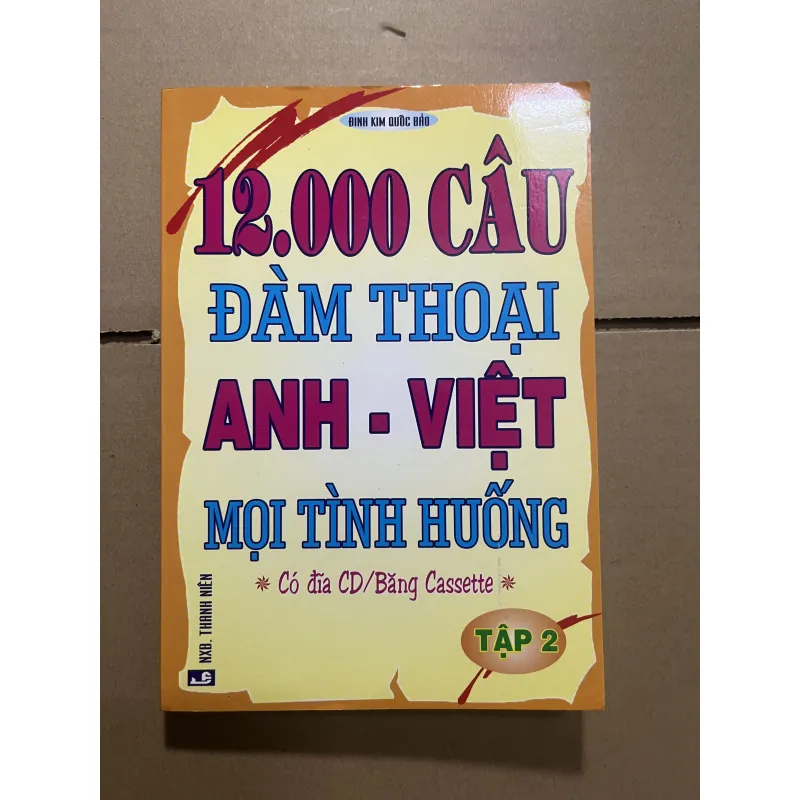 ĐINH KIM QUỐC BẢO
12.000 CÂU
ĐÀM THOẠI
ANH - VIỆT
MỌI TÌNH HUỐNG
* Có đĩa CD/Băng Cassette *
TẬP 2
NXB. THANH NIÊN